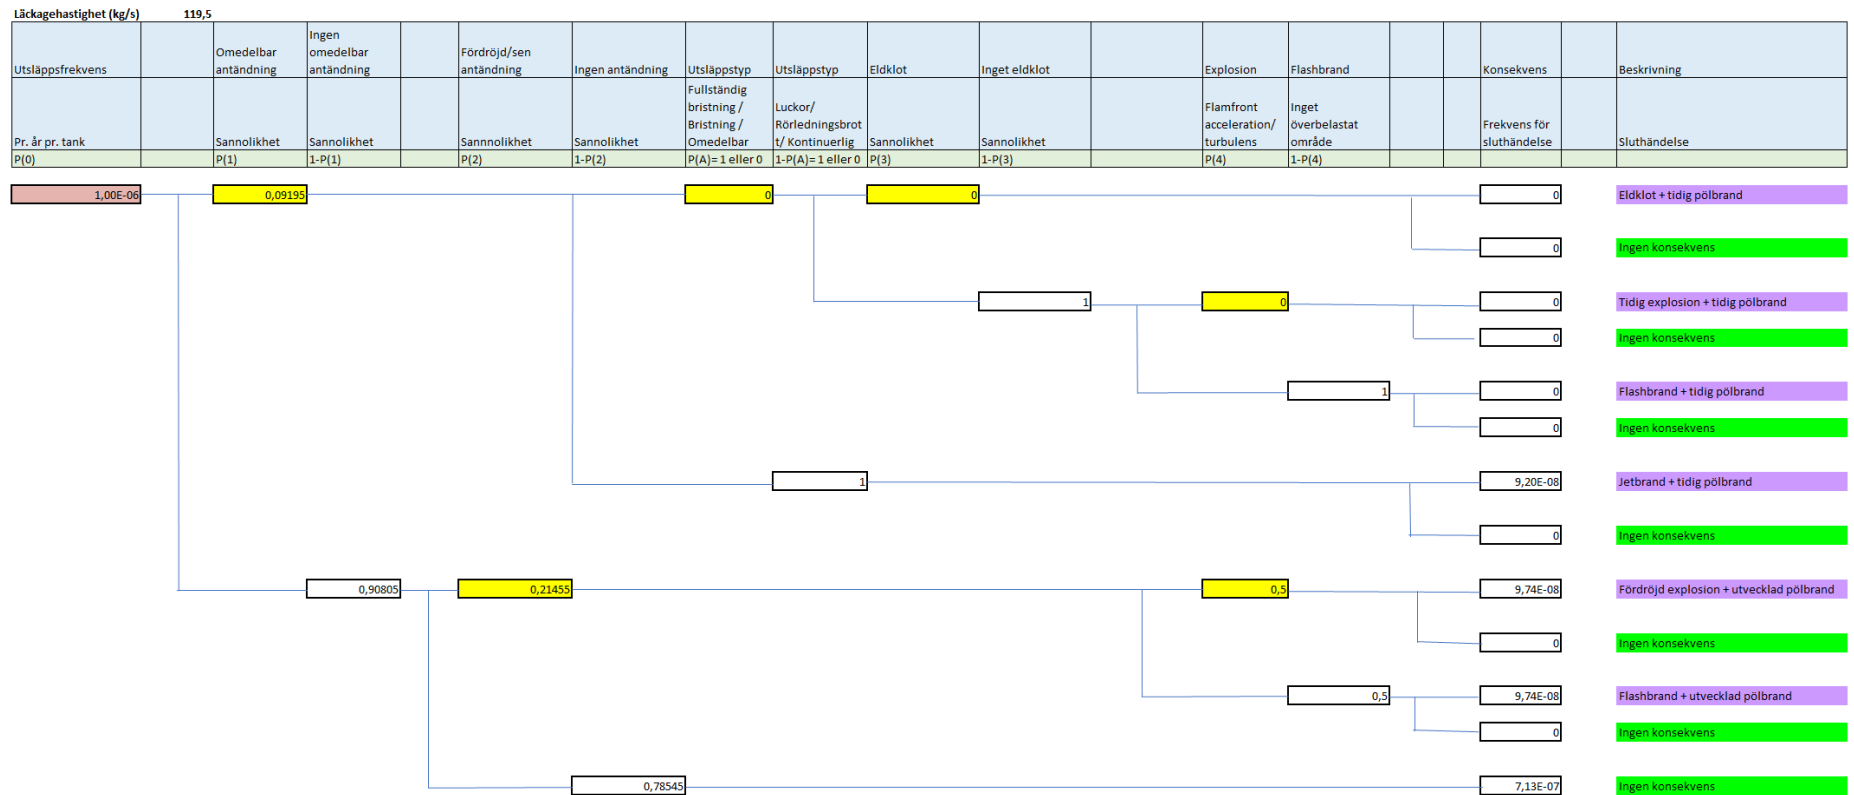 Läckagehastighet (kg/s) 119,5
Utsläppsfrekvens
Omedelbar
antändning
Ingen
omedelbar
antändning
Fördröjd/sen
antändning
Ingen antändning
Utsläppstyp
Utsläppstyp
Eldklot
Inget eldklot
Explosion
Flashbrand
Konsekvens
Beskrivning
Pr. år pr. tank
Sannolikhet
Sannolikhet
Sannnolikhet
Sannolikhet
Fullständig
bristning /
Bristning /
Omedelbar
Luckor/
Rörledningsbrot
t/ Kontinuerlig
Sannolikhet
Sannolikhet
Flamfront
acceleration/
turbulens
Inget
överbelastat
område
Frekvens för
sluthändelse
Sluthändelse
P(0) P(1) 1-P(1) P(2) 1-P(2) P(A)= 1 eller 0 1-P(A)= 1 eller 0 P(3) 1-P(3) P(4) 1-P(4)
1,00E-06 0,09195 0 0 0 Eldklot + tidig pölbrand
0 Ingen konsekvens
1 0 0 Tidig explosion + tidig pölbrand
0 Ingen konsekvens
1 0 Flashbrand + tidig pölbrand
0 Ingen konsekvens
1 9,20E-08 Jetbrand + tidig pölbrand
0 Ingen konsekvens
0,90805 0,21455 0,5 9,74E-08 Fördröjd explosion + utvecklad pölbrand
0 Ingen konsekvens
0,5 9,74E-08 Flashbrand + utvecklad pölbrand
0 Ingen konsekvens
0,78545 7,13E-07 Ingen konsekvens